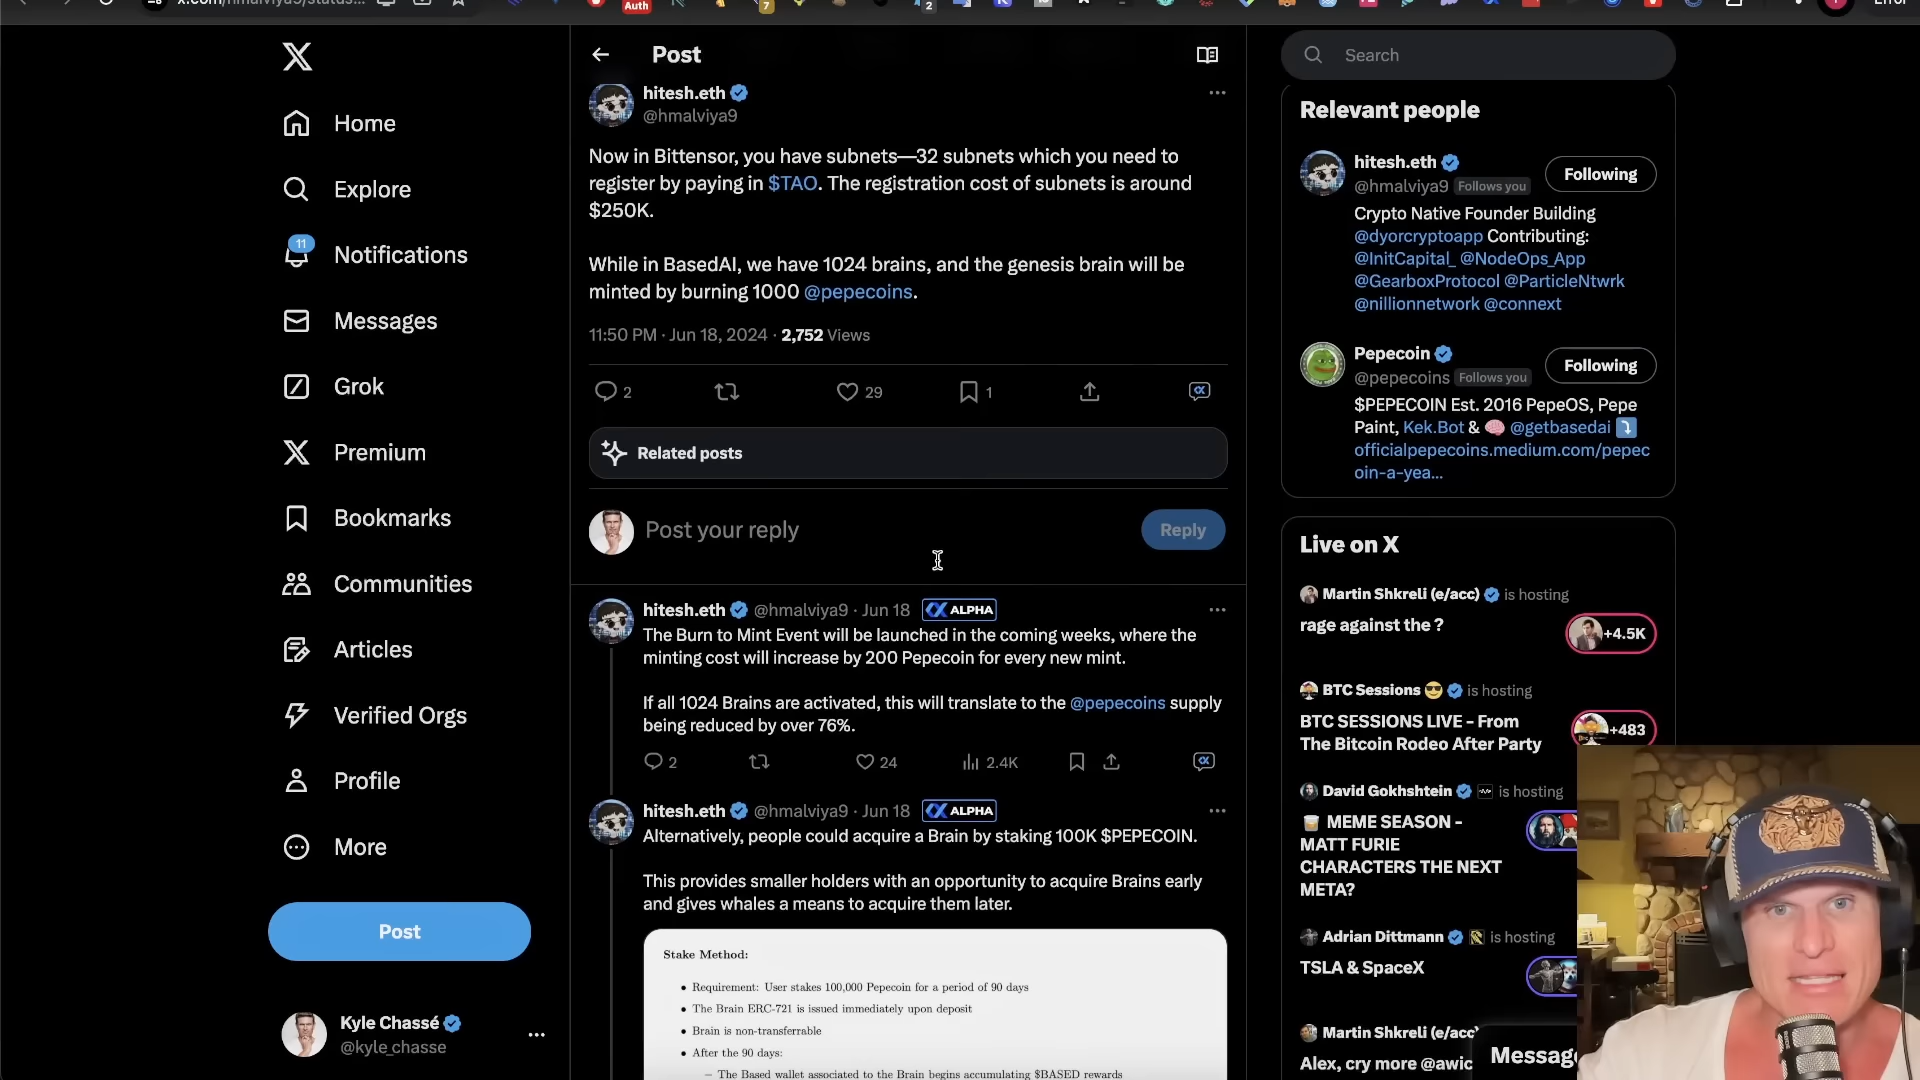 Auth
7
2
Error
Home
Explore
11
Notifications
Messages
Grok
Premium
Bookmarks
Communities
Articles
Verified Orgs
Profile
More
Post
Kyle Chassé
@kyle_chasse
Post
hitesh.eth
@hmalviya9
Now in Bittensor, you have subnets—32 subnets which you need to
register by paying in $TAO. The registration cost of subnets is around
$250K.
While in BasedAI, we have 1024 brains, and the genesis brain will be
minted by burning 1000 @pepecoins.
11:50 PM · Jun 18, 2024 · 2,752 Views
2
29
1
Related posts
Post your reply
Reply
hitesh.eth @hmalviya9 · Jun 18 ALPHA
The Burn to Mint Event will be launched in the coming weeks, where the
minting cost will increase by 200 Pepecoin for every new mint.
If all 1024 Brains are activated, this will translate to the @pepecoins supply
being reduced by over 76%.
2
24
2.4K
hitesh.eth @hmalviya9 · Jun 18 ALPHA
Alternatively, people could acquire a Brain by staking 100K $PEPECOIN.
This provides smaller holders with an opportunity to acquire Brains early
and gives whales a means to acquire them later.
Stake Method:
• Requirement: User stakes 100,000 Pepecoin for a period of 90 days
• The Brain ERC-721 is issued immediately upon deposit
• Brain is non-transferrable
• After the 90 days:
– The Based wallet associated to the Brain begins accumulating $BASED rewards
Search
Relevant people
hitesh.eth
@hmalviya9 Follows you
Following
Crypto Native Founder Building
@dyorcryptoapp Contributing:
@InitCapital_ @NodeOps_App
@GearboxProtocol @ParticleNtwrk
@nillionnetwork @connext
Pepecoin
@pepecoins Follows you
Following
$PEPECOIN Est. 2016 PepeOS, Pepe
Paint, Kek.Bot & 🧠 @getbasedai ⤵️
officialpepecoins.medium.com/pepec
oin-a-yea…
Live on X
Martin Shkreli (e/acc) is hosting
rage against the ?
+4.5K
BTC Sessions 😎 is hosting
BTC SESSIONS LIVE - From
The Bitcoin Rodeo After Party
+483
David Gokhshtein is hosting
🥃 MEME SEASON -
MATT FURIE
CHARACTERS THE NEXT
META?
Adrian Dittmann is hosting
TSLA & SpaceX
Martin Shkreli (e/acc)
Alex, cry more @awic
Message